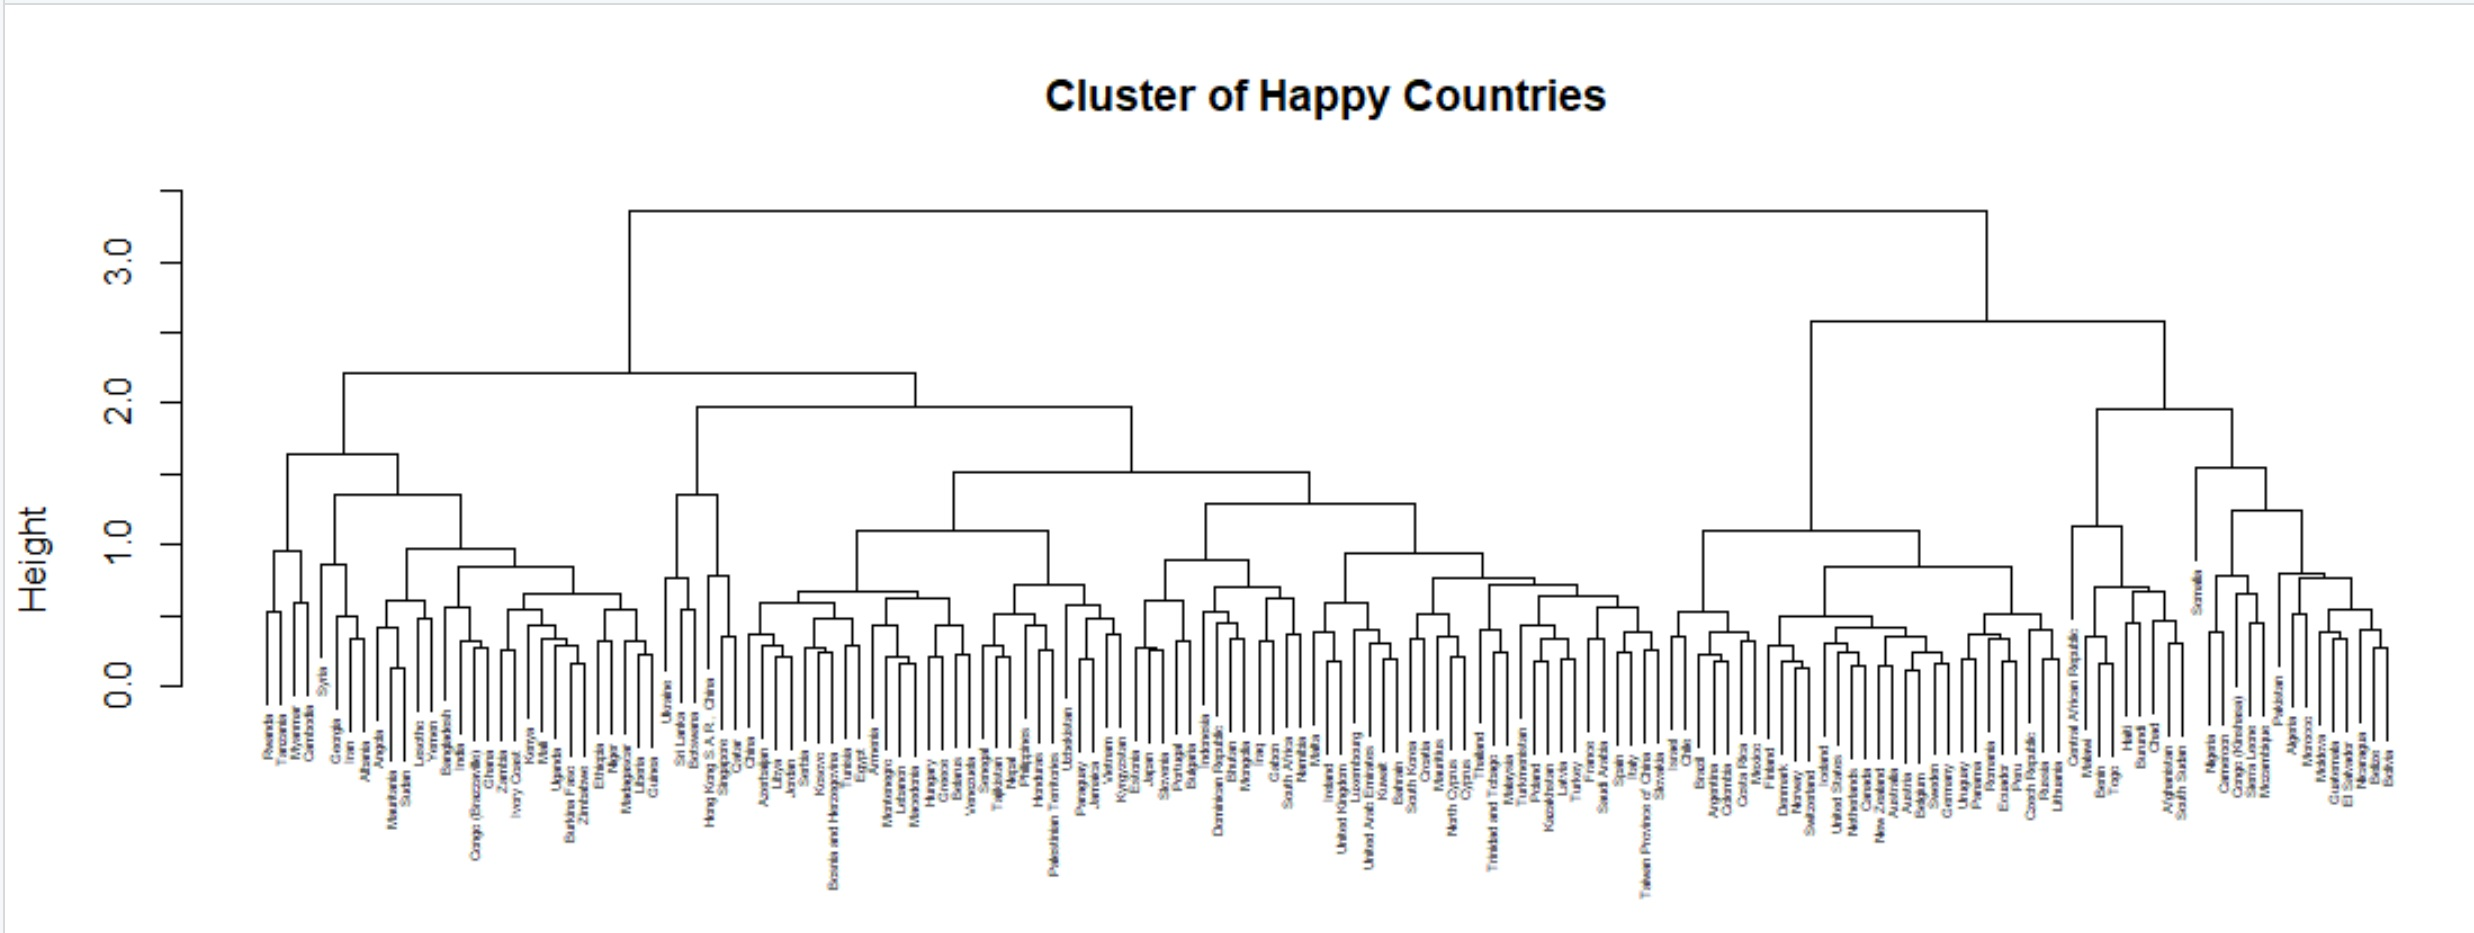 Cluster of Happy Countries
Height
0.0
1.0
2.0
3.0
Rwanda
Tanzania
Myanmar
Cambodia
Syria
Georgia
Iran
Albania
Angola
Mauritania
Sudan
Lesotho
Yemen
Bangladesh
India
Congo (Brazzaville)
Ghana
Zambia
Ivory Coast
Kenya
Mali
Uganda
Burkina Faso
Zimbabwe
Ethiopia
Niger
Madagascar
Liberia
Guinea
Ukraine
Sri Lanka
Botswana
Hong Kong S.A.R., China
Singapore
Qatar
China
Azerbaijan
Libya
Jordan
Serbia
Kosovo
Bosnia and Herzegovina
Tunisia
Egypt
Armenia
Montenegro
Lebanon
Macedonia
Hungary
Greece
Belarus
Venezuela
Senegal
Tajikistan
Nepal
Philippines
Honduras
Palestinian Territories
Uzbekistan
Paraguay
Jamaica
Vietnam
Kyrgyzstan
Estonia
Japan
Slovenia
Portugal
Bulgaria
Indonesia
Dominican Republic
Bhutan
Mongolia
Iraq
Gabon
South Africa
Namibia
Malta
Ireland
United Kingdom
Luxembourg
United Arab Emirates
Kuwait
Bahrain
South Korea
Croatia
Mauritius
North Cyprus
Cyprus
Thailand
Trinidad and Tobago
Malaysia
Turkmenistan
Poland
Kazakhstan
Latvia
Turkey
France
Saudi Arabia
Spain
Italy
Taiwan Province of China
Slovakia
Israel
Chile
Brazil
Argentina
Colombia
Costa Rica
Mexico
Finland
Denmark
Norway
Switzerland
Iceland
United States
Netherlands
Canada
New Zealand
Australia
Austria
Belgium
Sweden
Germany
Uruguay
Panama
Romania
Ecuador
Peru
Czech Republic
Russia
Lithuania
Central African Republic
Malawi
Benin
Togo
Haiti
Burundi
Chad
Afghanistan
South Sudan
Somalia
Nigeria
Cameroon
Congo (Kinshasa)
Sierra Leone
Mozambique
Pakistan
Algeria
Morocco
Moldova
Guatemala
El Salvador
Nicaragua
Belize
Bolivia